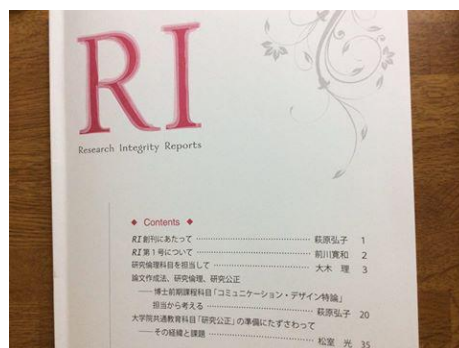 RI
Research Integrity Reports
◆ Contents ◆
RI 創刊にあたって ……………………………… 萩原弘子 1
RI 第1号について ……………………………… 前川寛和 2
研究倫理科目を担当して ……………………………… 大木 理 3
論文作成法、研究倫理、研究公正
――博士前期課程科目「コミュニケーション・デザイン特論」
担当から考える ……………………………… 萩原弘子 20
大学院共通教育科目「研究公正」の準備にたずさわって
――その経緯と課題 ……………………………… 松室 光 35